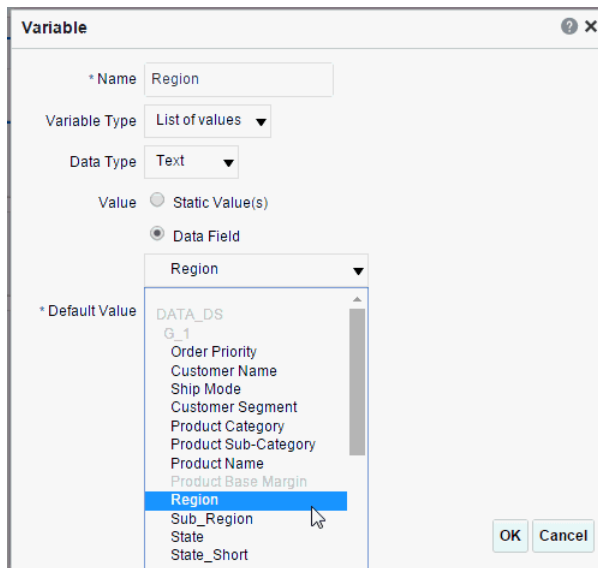 Variable
* Name Region
Variable Type List of values
Data Type Text
Value Static Value(s)
Data Field
Region
* Default Value
DATA_DS
G_1
Order Priority
Customer Name
Ship Mode
Customer Segment
Product Category
Product Sub-Category
Product Name
Product Base Margin
Region
Sub_Region
State
State_Short
OK Cancel